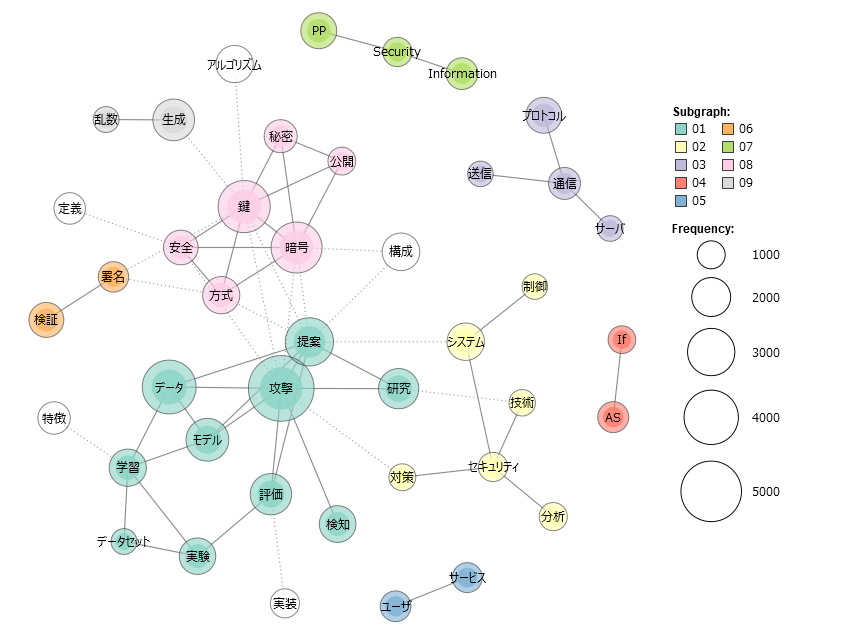 PP
Security
Information
アルゴリズム
乱数
生成
秘密
公開
プロトコル
送信
通信
サーバ
定義
鍵
安全
暗号
構成
署名
方式
検証
制御
提案
システム
If
データ
攻撃
研究
技術
AS
特徴
モデル
学習
対策
セキュリティ
評価
検知
分析
データセット
実験
サービス
ユーザ
実装
Subgraph:
01 06
02 07
03 08
04 09
05
Frequency:
1000
2000
3000
4000
5000